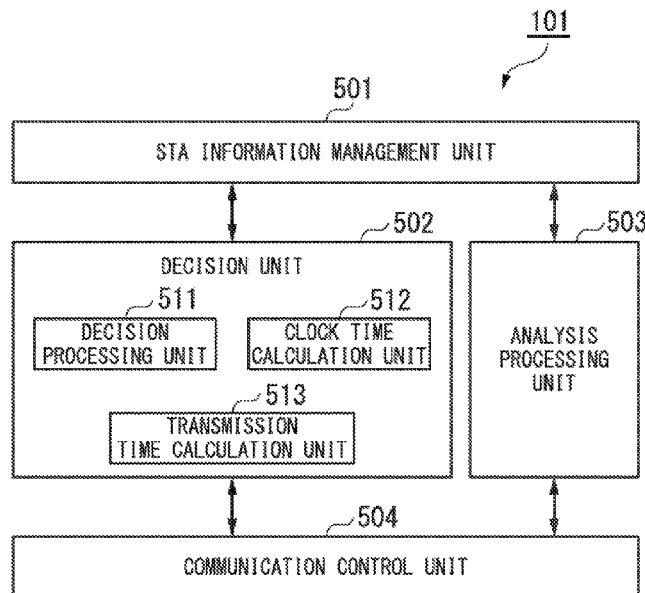 101
501
STA INFORMATION MANAGEMENT UNIT
502
503
DECISION UNIT
511
512
DECISION
PROCESSING UNIT
CLOCK TIME
CALCULATION UNIT
513
TRANSMISSION
TIME CALCULATION UNIT
ANALYSIS
PROCESSING
UNIT
504
COMMUNICATION CONTROL UNIT